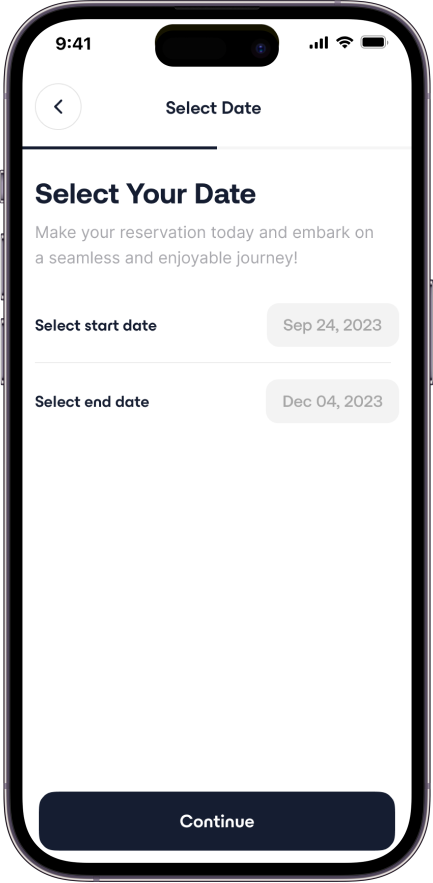 9:41
Select Date
Select Your Date
Make your reservation today and embark on
a seamless and enjoyable journey!
Select start date
Sep 24, 2023
Select end date
Dec 04, 2023
Continue